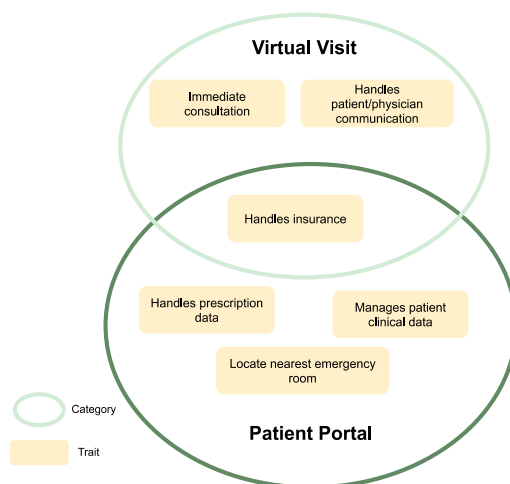 Virtual Visit
Immediate
consultation
Handles
patient/physician
communication
Handles insurance
Handles prescription
data
Manages patient
clinical data
Locate nearest emergency
room
Category
Patient Portal
Trait